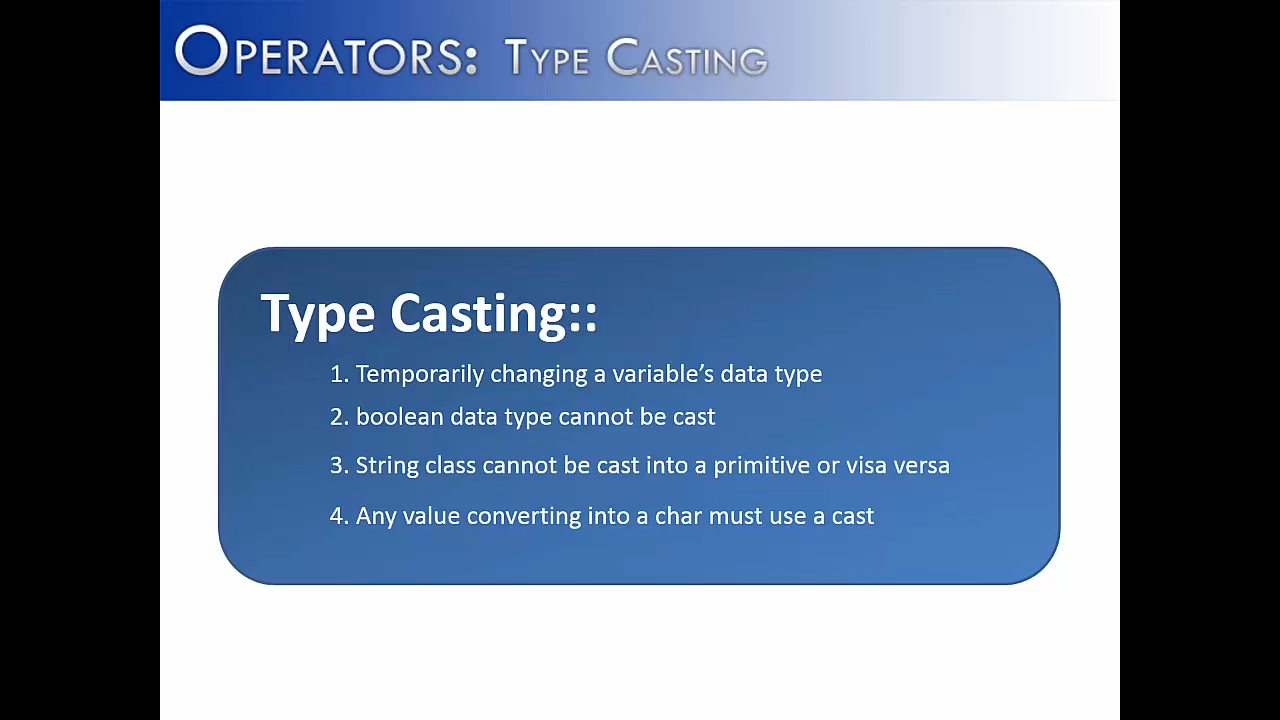 Operators: Type Casting
Type Casting::
1. Temporarily changing a variable’s data type
2. boolean data type cannot be cast
3. String class cannot be cast into a primitive or visa versa
4. Any value converting into a char must use a cast